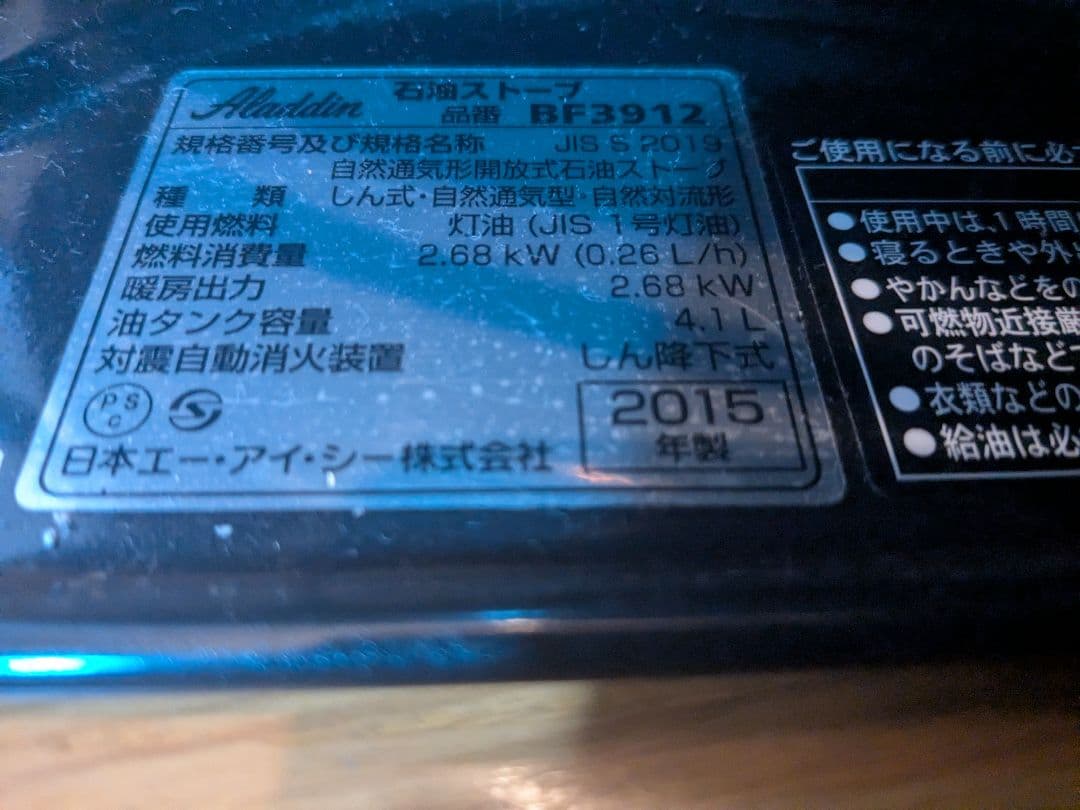 Aladdin 石油ストーブ
品番 BF3912
規格番号及び規格名称 JIS S 2019
自然通気形開放式石油ストーブ
種 類 しん式・自然通気型・自然対流形
使用燃料 灯油 (JIS 1号灯油)
燃料消費量 2.68 kW (0.26 L/h)
暖房出力 2.68 kW
油タンク容量 4.1 L
対震自動消火装置 しん降下式
PSC
2015
年製
日本エー・アイ・シー株式会社
ご使用になる前に必
●使用中は、1時間
●寝るときや外
●やかんなどをの
●可燃物近接厳
のそばなどで
●衣類などの
●給油は必